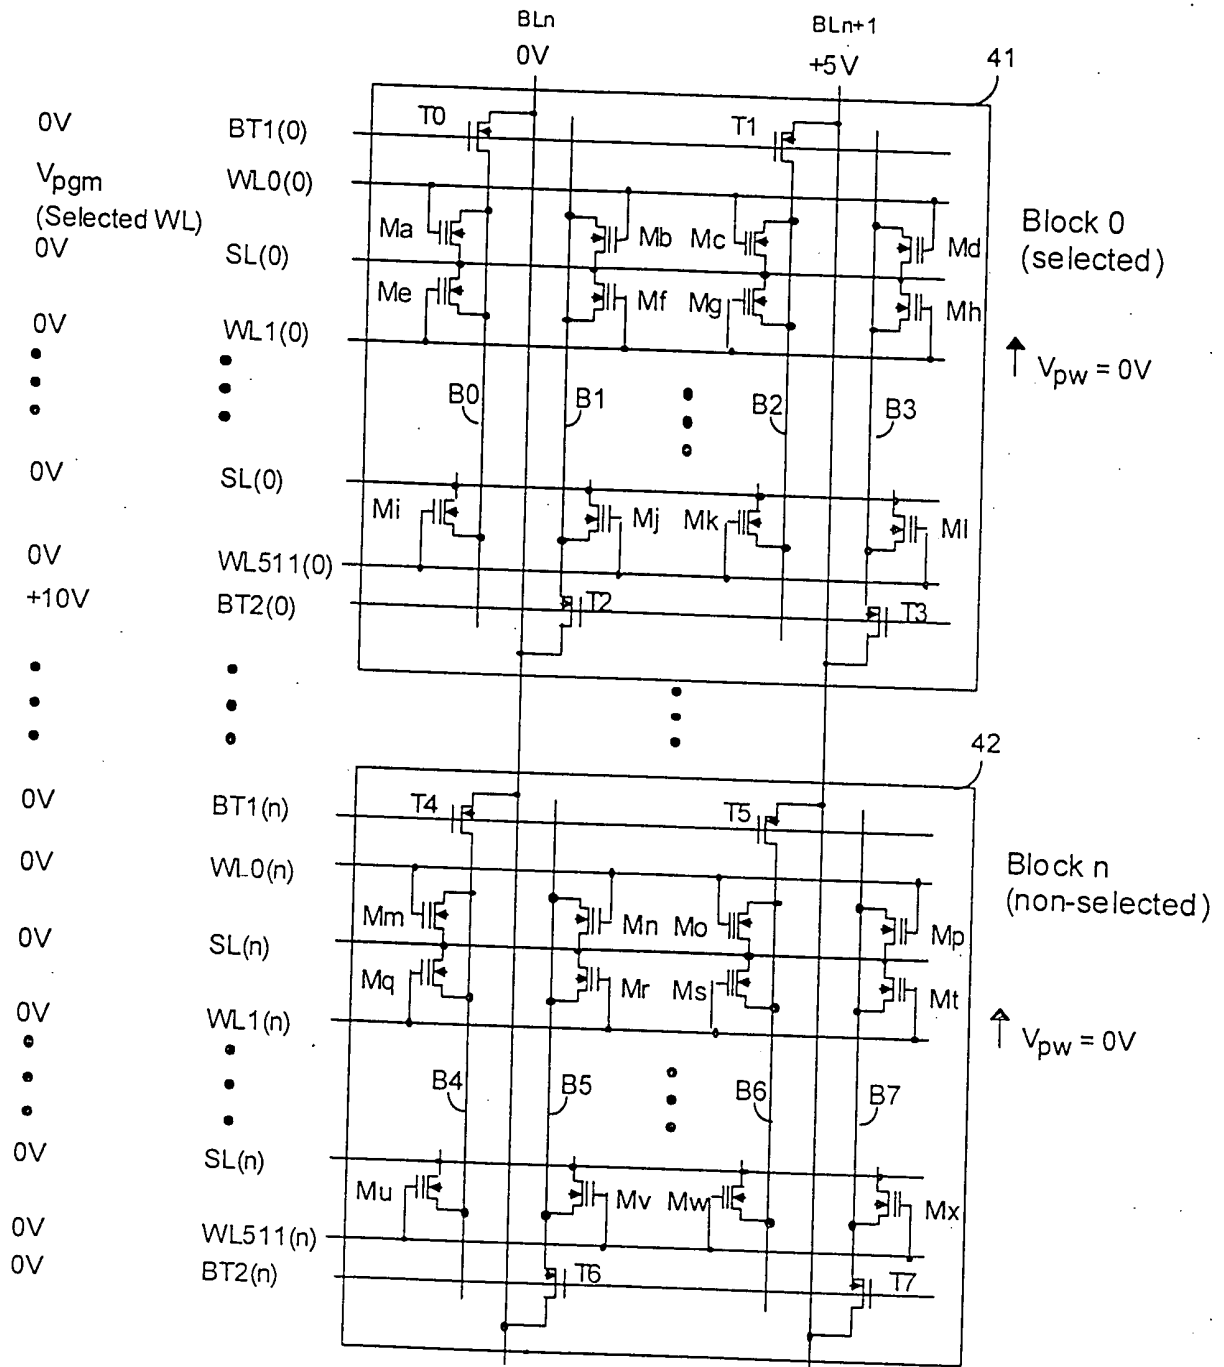 BLn BLn+1
0V +5V 41
0V BT1(0) T0 T1
Vpgm WL0(0)
(Selected WL) Ma Mb Mc Md Block 0
0V SL(0) (selected)
Me Mf Mg Mh
0V WL1(0)
Vpw = 0V
B0 B1 B2 B3
0V SL(0)
Mi Mj Mk Ml
0V WL511(0)
+10V BT2(0) T2 T3
42
0V BT1(n) T4 T5
0V WL0(n) Block n
Mm Mn Mo Mp (non-selected)
0V SL(n)
Mq Mr Ms Mt
0V WL1(n)
Vpw = 0V
B4 B5 B6 B7
0V SL(n)
Mu Mv Mw Mx
0V WL511(n)
0V BT2(n) T6 T7